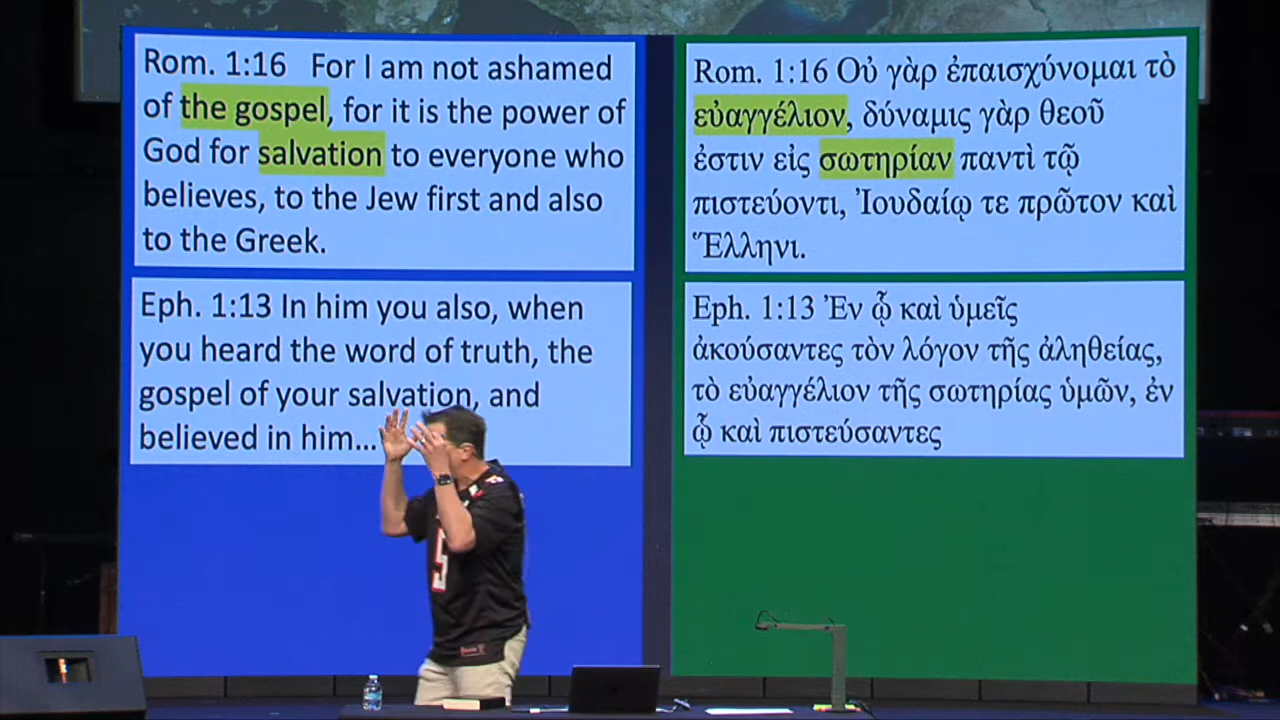 Rom. 1:16 For I am not ashamed
of the gospel, for it is the power of
God for salvation to everyone who
believes, to the Jew first and also
to the Greek.
Eph. 1:13 In him you also, when
you heard the word of truth, the
gospel of your salvation, and
believed in him...
Rom. 1:16 Οὐ γὰρ ἐπαισχύνομαι τὸ
εὐαγγέλιον, δύναμις γὰρ θεοῦ
ἐστιν εἰς σωτηρίαν παντὶ τῷ
πιστεύοντι, Ἰουδαίῳ τε πρῶτον καὶ
Ἕλληνι.
Eph. 1:13 Ἐν ᾧ καὶ ὑμεῖς
ἀκούσαντες τὸν λόγον τῆς ἀληθείας,
τὸ εὐαγγέλιον τῆς σωτηρίας ὑμῶν, ἐν
ᾧ καὶ πιστεύσαντες
5